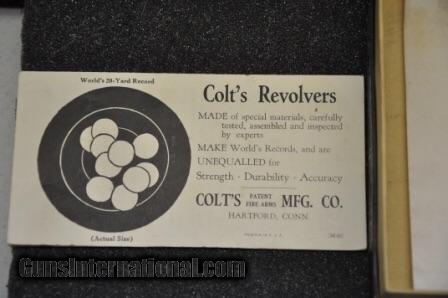 World's 20-Yard Record
(Actual Size)
Colt's Revolvers
MADE of special materials, carefully
tested, assembled and inspected
by experts
MAKE World's Records, and are
UNEQUALLED for
Strength - Durability - Accuracy
COLT'S PATENT FIRE ARMS MFG. CO.
HARTFORD, CONN
GunsInternational.com